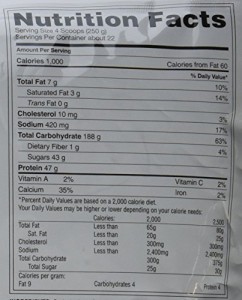 Nutrition Facts
Serving Size 4 Scoops (250 g)
Servings Per Container about 22
Amount Per Serving
Calories 1,000 Calories from Fat 60
% Daily Value*
Total Fat 7 g 10%
Saturated Fat 3 g 14%
Trans Fat 0 g
Cholesterol 10 mg 3%
Sodium 420 mg 17%
Total Carbohydrate 188 g 63%
Dietary Fiber 1 g 4%
Sugars 43 g
Protein 47 g
Vitamin A 2% Vitamin C 2%
Calcium 35% Iron 2%
*Percent Daily Values are based on a 2,000 calorie diet.
Your Daily Values may be higher or lower depending on your calorie needs:
Calories: 2,000 2,500
Total Fat Less than 65g 80g
Sat. Fat Less than 20g 25g
Cholesterol Less than 300mg 300mg
Sodium Less than 2,400mg 2,400mg
Total Carbohydrate 300g 375g
Total Sugar 25g 30g
Calories per gram:
Fat 9 Carbohydrates 4 Protein 4